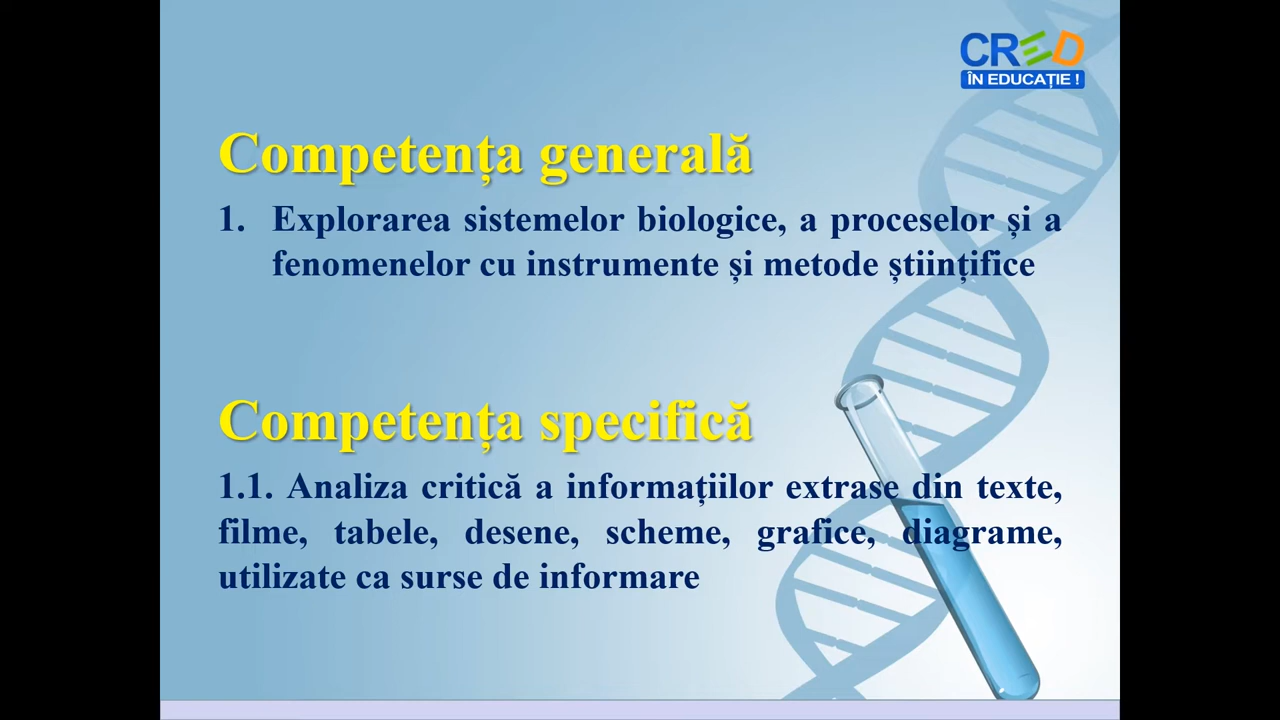 CRED
ÎN EDUCAȚIE !
Competența generală
1. Explorarea sistemelor biologice, a proceselor și a
fenomenelor cu instrumente și metode științifice
Competența specifică
1.1. Analiza critică a informațiilor extrase din texte,
filme, tabele, desene, scheme, grafice, diagrame,
utilizate ca surse de informare